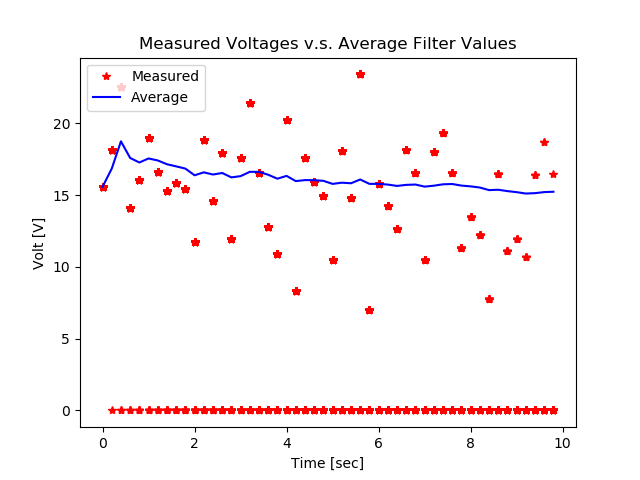 Measured Voltages v.s. Average Filter Values
Measured
Average
20
15
10
5
0
Volt [V]
0 2 4 6 8 10
Time [sec]